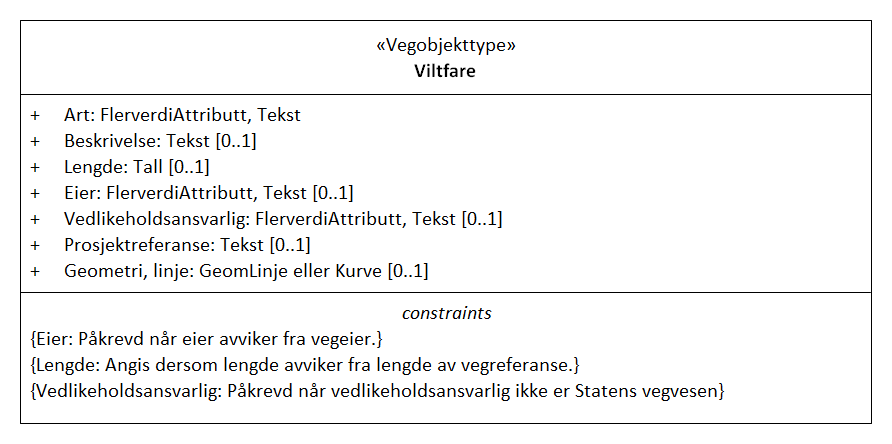 «Vegobjekttype»
Viltfare
+ Art: FlerverdiAttributt, Tekst
+ Beskrivelse: Tekst [0..1]
+ Lengde: Tall [0..1]
+ Eier: FlerverdiAttributt, Tekst [0..1]
+ Vedlikeholdsansvarlig: FlerverdiAttributt, Tekst [0..1]
+ Prosjektreferanse: Tekst [0..1]
+ Geometri, linje: GeomLinje eller Kurve [0..1]
constraints
{Eier: Påkrevd når eier avviker fra vegeier.}
{Lengde: Angis dersom lengde avviker fra lengde av vegreferanse.}
{Vedlikeholdsansvarlig: Påkrevd når vedlikeholdsansvarlig ikke er Statens vegvesen}